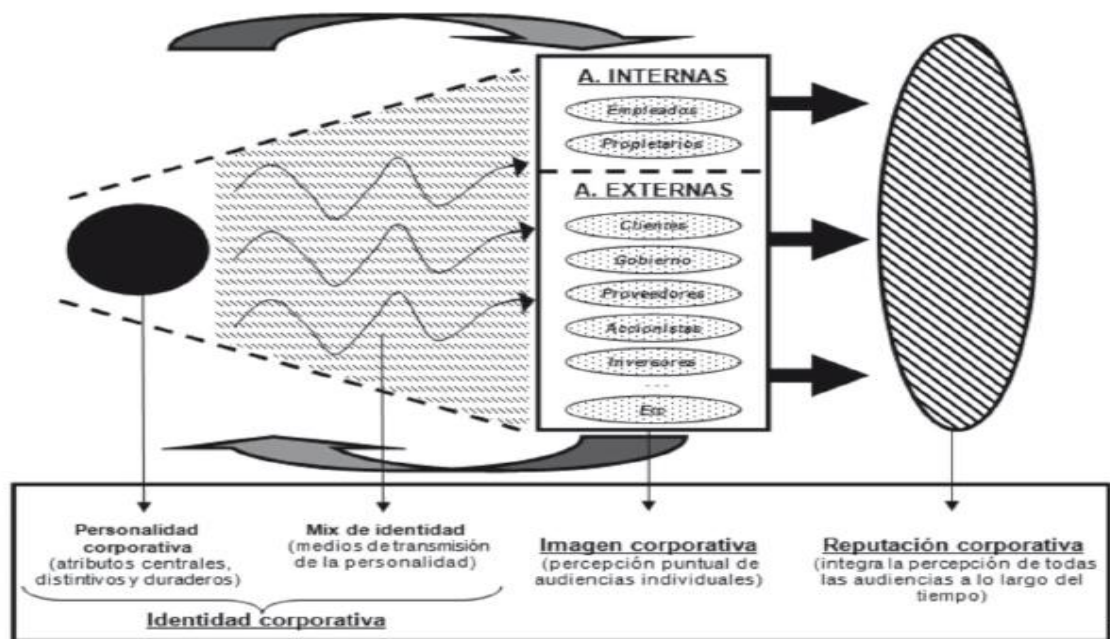 A. INTERNAS
Empleados
Propietarios
A. EXTERNAS
Clientes
Gobierno
Proveedores
Accionistas
Inversores
....
Etc
Personalidad
corporativa
(atributos centrales,
distintivos y duraderos)
Mix de identidad
(medios de transmisión
de la personalidad)
Identidad corporativa
Imagen corporativa
(percepción puntual de
audiencias individuales)
Reputación corporativa
(integra la percepción de todas
las audiencias a lo largo del
tiempo)